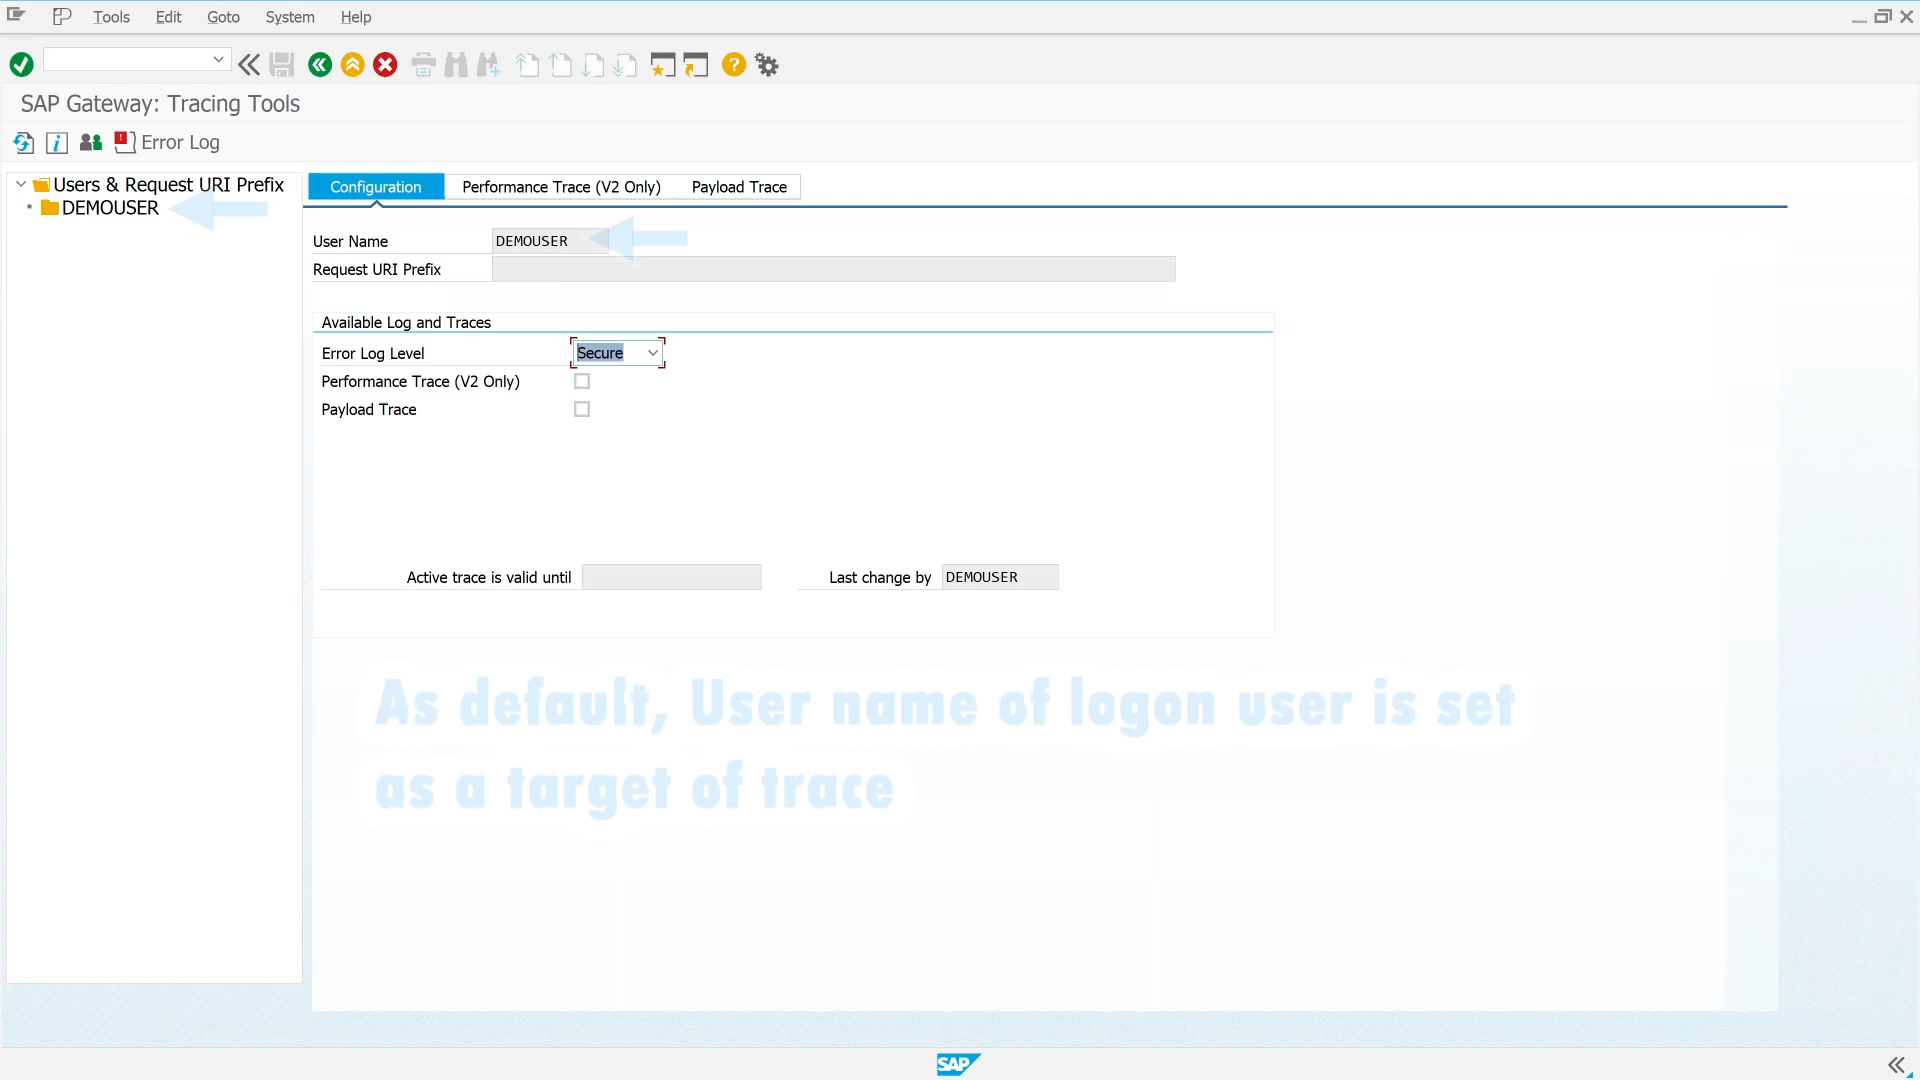 Tools Edit Goto System Help
SAP Gateway: Tracing Tools
Error Log
Users & Request URI Prefix
DEMOUSER
Configuration Performance Trace (V2 Only) Payload Trace
User Name DEMOUSER
Request URI Prefix
Available Log and Traces
Error Log Level Secure
Performance Trace (V2 Only)
Payload Trace
Active trace is valid until Last change by DEMOUSER
As default, User name of logon user is set
as a target of trace
SAP